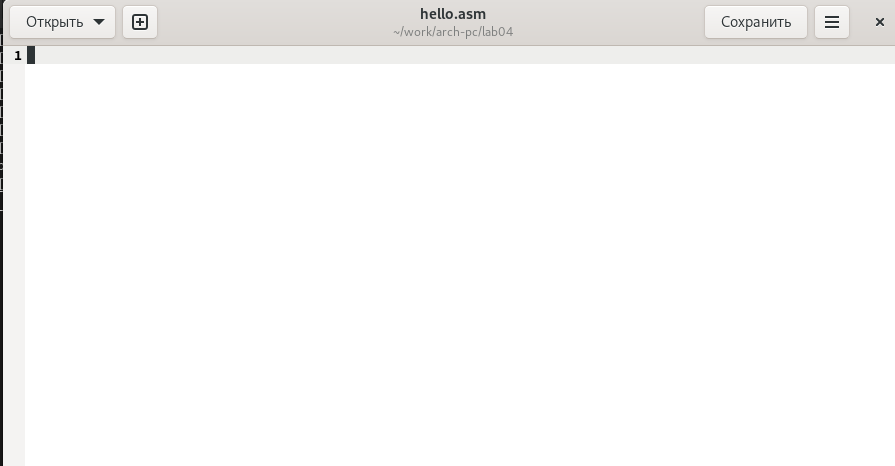 Открыть
hello.asm
~/work/arch-pc/lab04
Сохранить
1